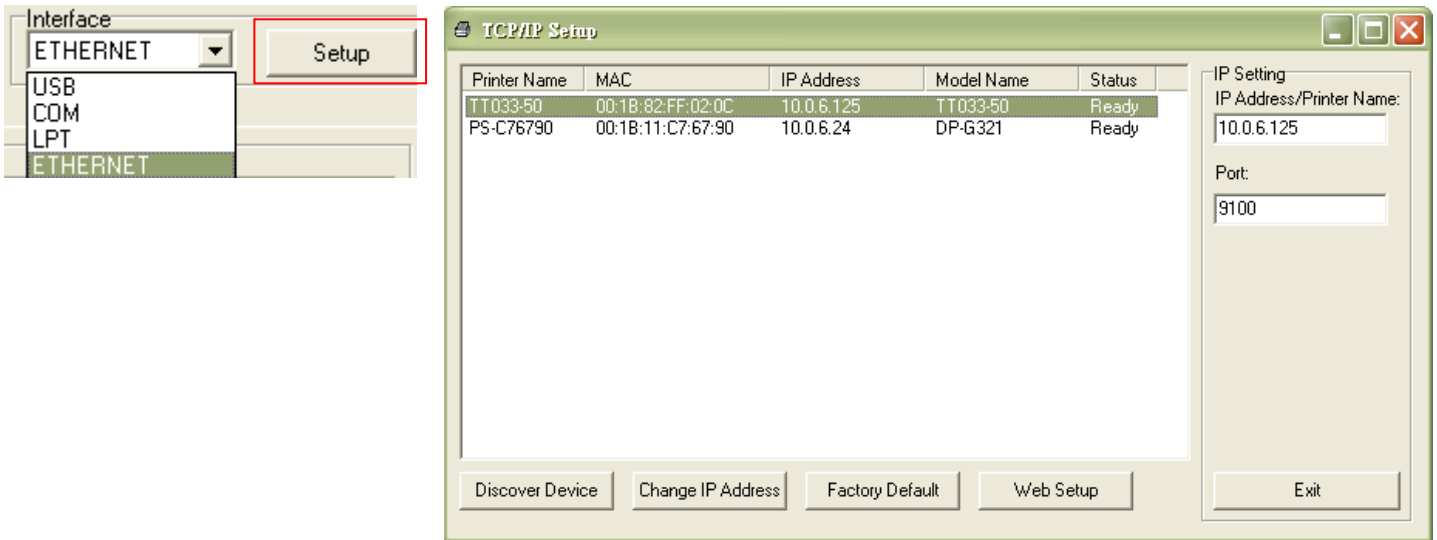 Interface
ETHERNET
Setup
USB
COM
LPT
ETHERNET
TCP/IP Setup
Printer Name MAC IP Address Model Name Status
TT033-50 00:1B:82:FF:02:0C 10.0.6.125 TT033-50 Ready
PS-C76790 00:1B:11:C7:67:90 10.0.6.24 DP-G321 Ready
IP Setting
IP Address/Printer Name:
10.0.6.125
Port:
9100
Discover Device Change IP Address Factory Default Web Setup Exit